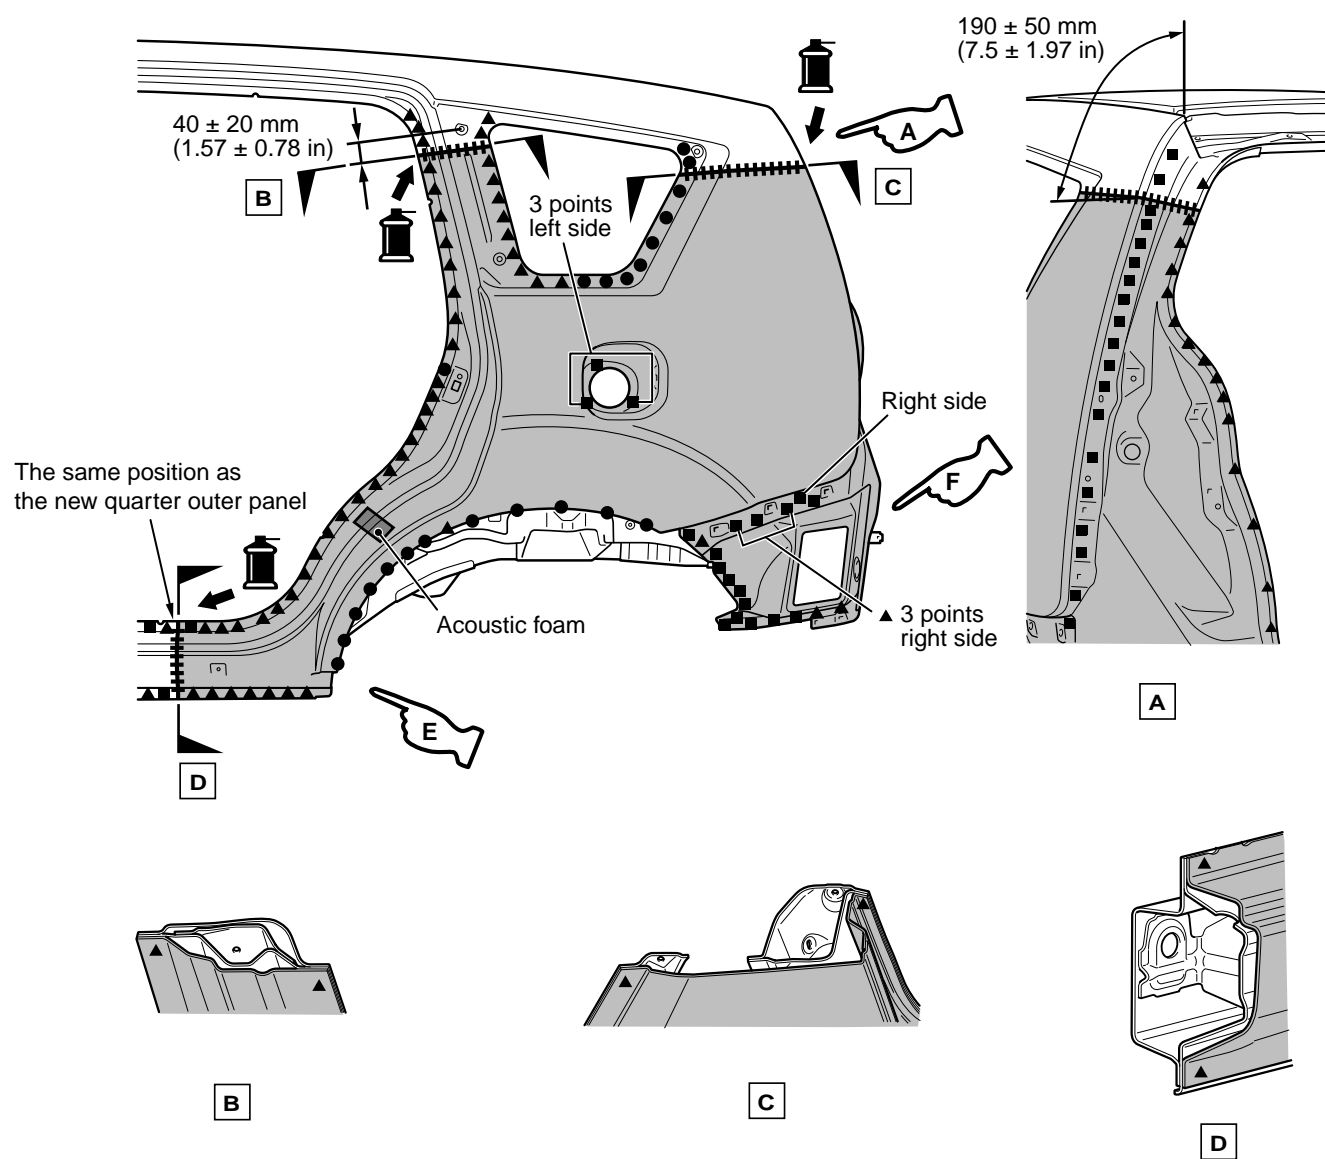 190 ± 50 mm
(7.5 ± 1.97 in)
40 ± 20 mm
(1.57 ± 0.78 in)
A
B
C
3 points
left side
Right side
The same position as
the new quarter outer panel
F
Acoustic foam
▲ 3 points
right side
E
A
D
B
C
D